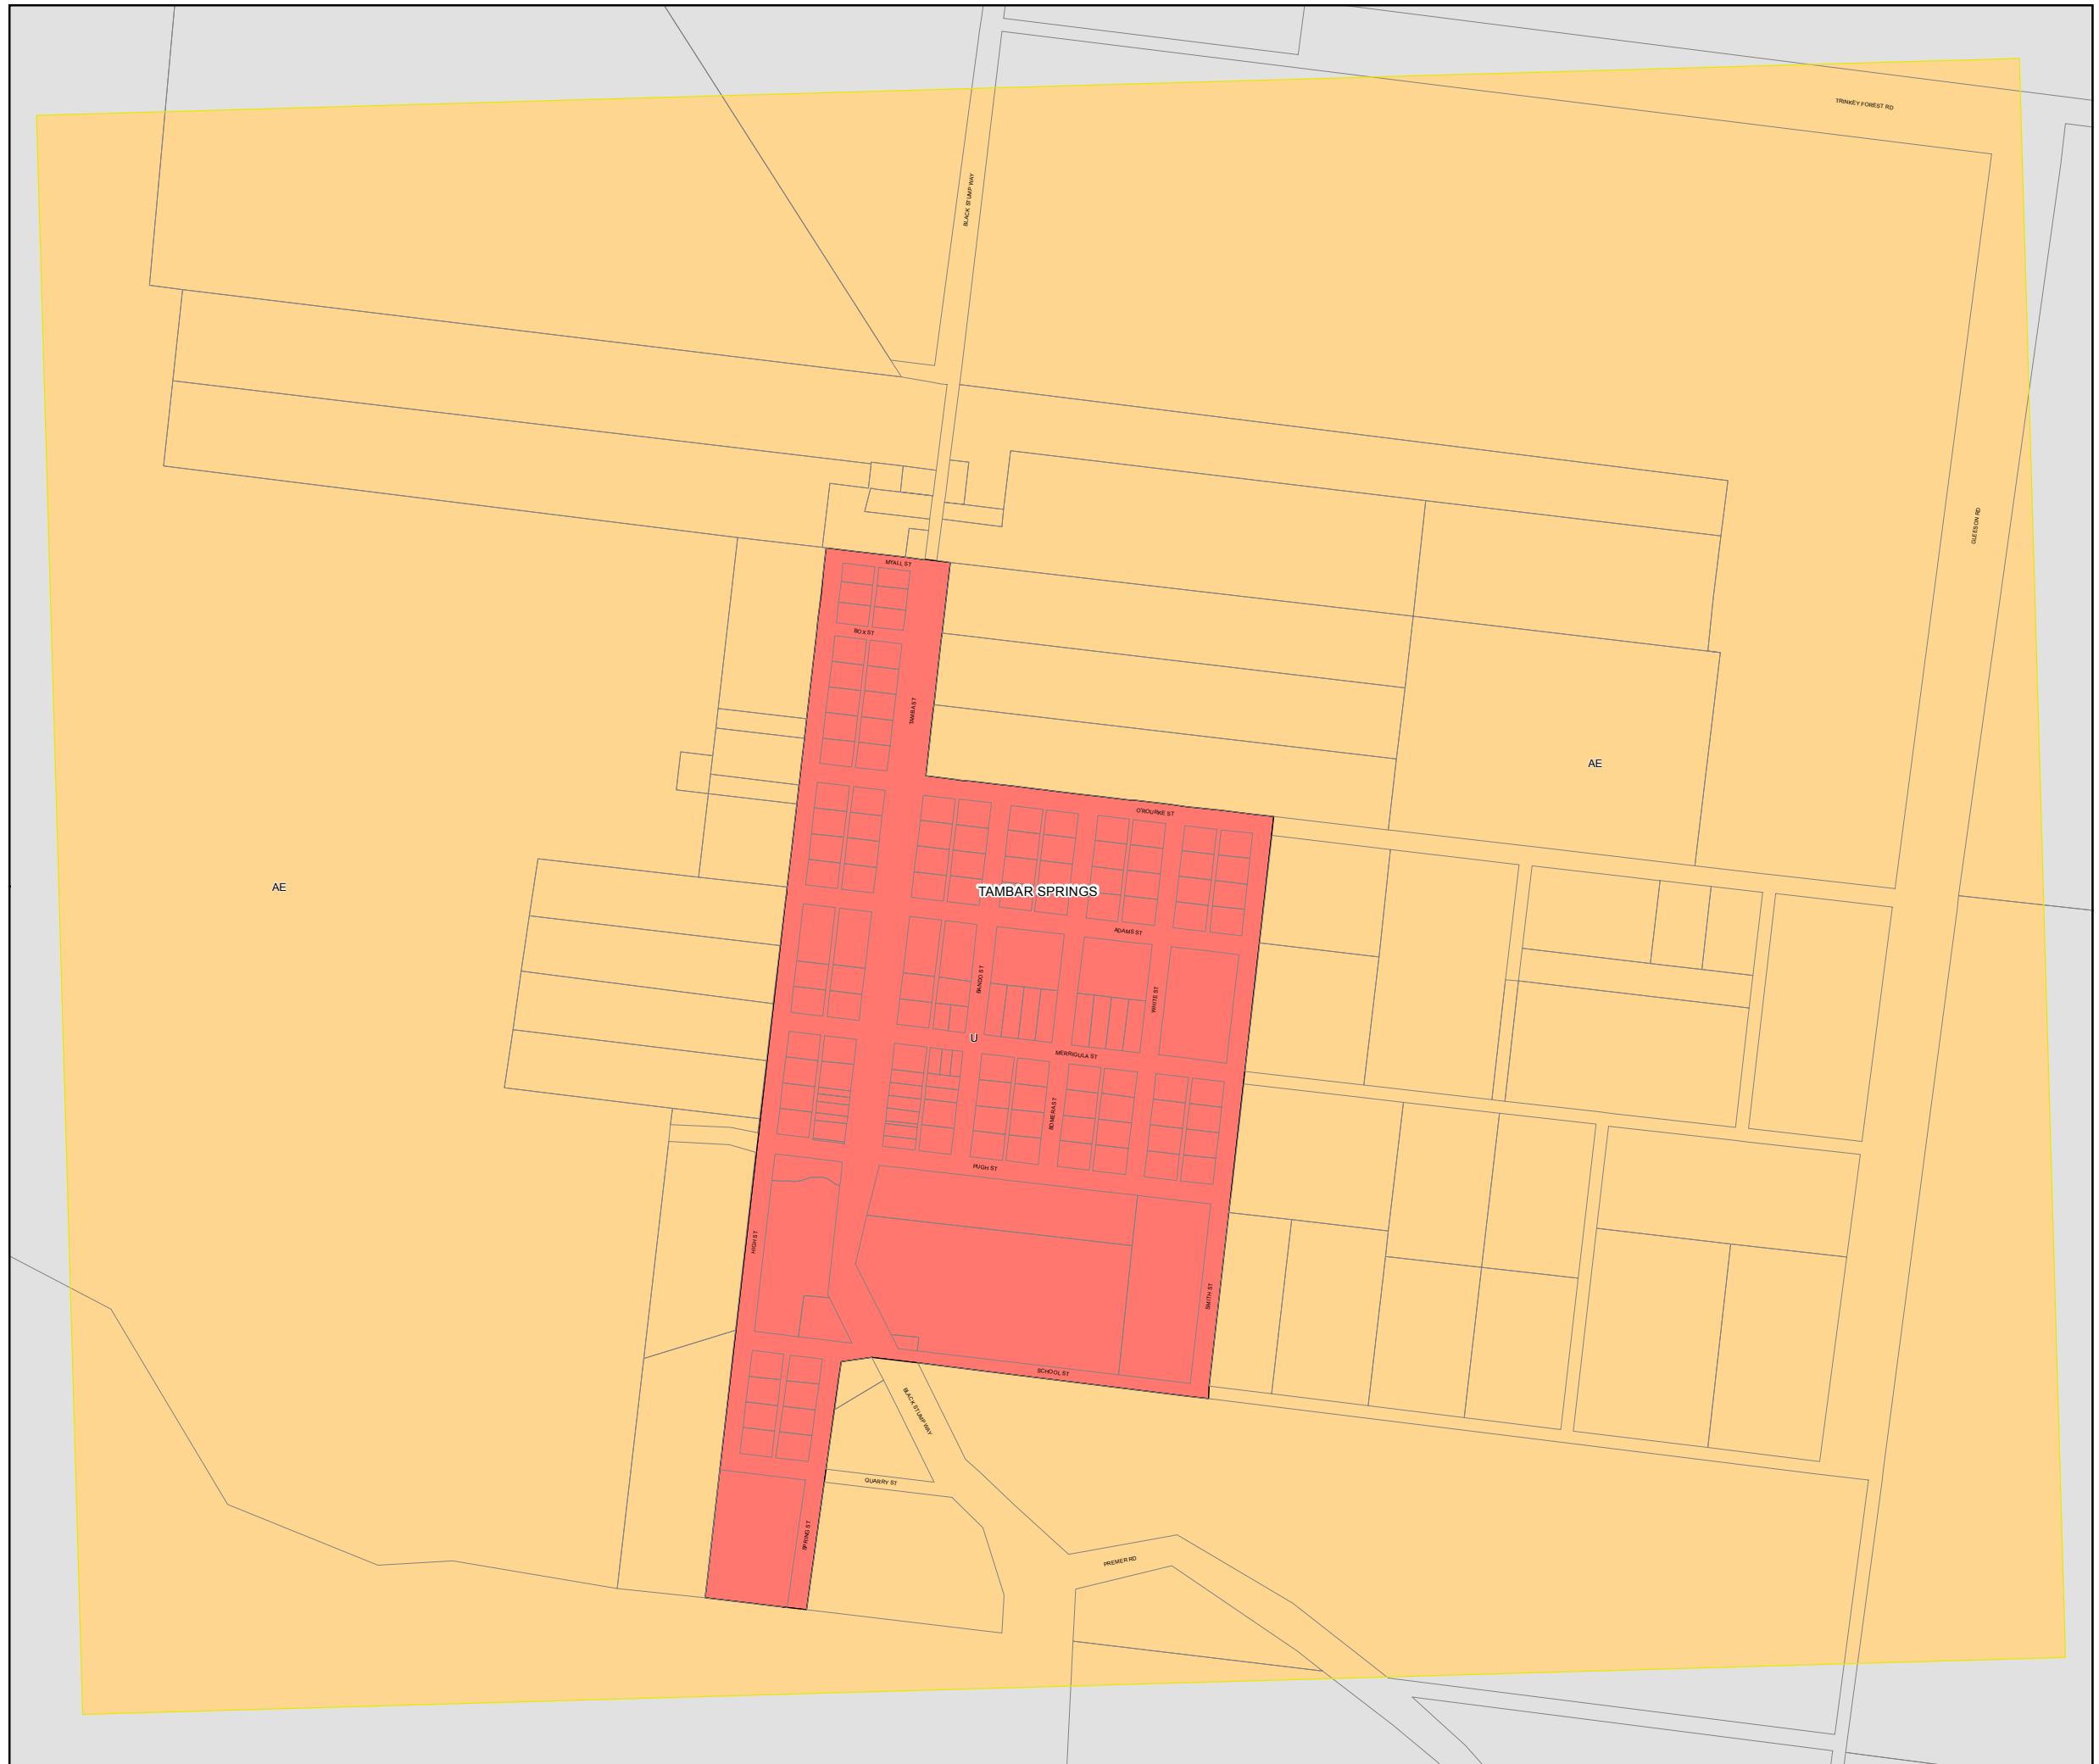 TRINKEY FOREST RD
BLACK STUMP WAY
GLEESON RD
MYALL ST
BOX ST
TAMBA ST
AE
O'ROURKE ST
AE
TAMBAR SPRINGS
ADAMS ST
BANDO ST
WHITE ST
U
MERRIGULA ST
BOMERA ST
PUGH ST
HIGH ST
SMITH ST
SCHOOL ST
BLACK STUMP WAY
QUARRY ST
SPRING ST
PREMIER RD